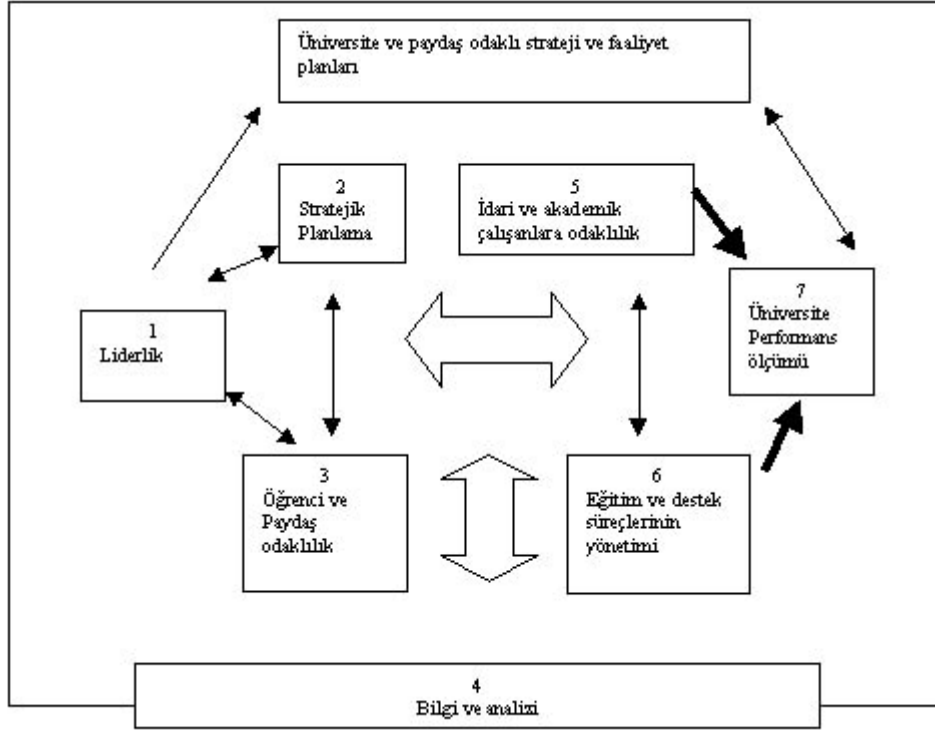 Üniversite ve paydaş odaklı strateji ve faaliyet
planları
2
Stratejik
Planlama
5
İdari ve akademik
çalışanlara odaklılık
1
Liderlik
7
Üniversite
Performans
ölçümü
3
Öğrenci ve
Paydaş
odaklılık
6
Eğitim ve destek
süreçlerinin
yönetimi
4
Bilgi ve analizi